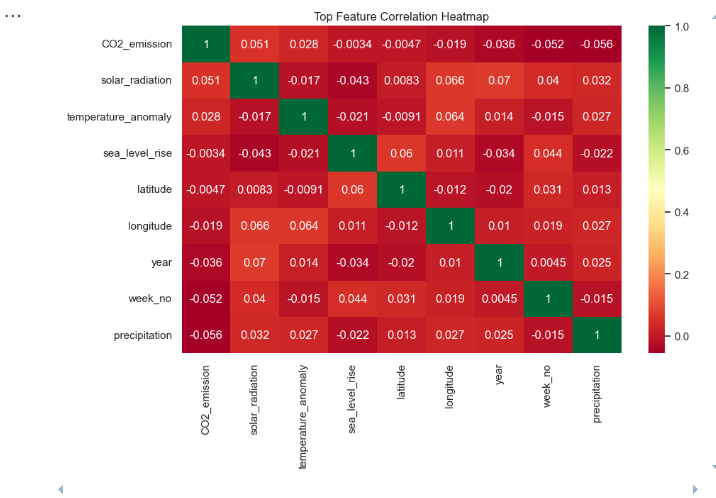 ...
Top Feature Correlation Heatmap
CO2_emission 1 0.051 0.028 -0.0034 -0.0047 -0.019 -0.036 -0.052 -0.056
solar_radiation 0.051 1 -0.017 -0.043 0.0083 0.066 0.07 0.04 0.032
temperature_anomaly 0.028 -0.017 1 -0.021 -0.0091 0.064 0.014 -0.015 0.027
sea_level_rise -0.0034 -0.043 -0.021 1 0.06 0.011 -0.034 0.044 -0.022
latitude -0.0047 0.0083 -0.0091 0.06 1 -0.012 -0.02 0.031 0.013
longitude -0.019 0.066 0.064 0.011 -0.012 1 0.01 0.019 0.027
year -0.036 0.07 0.014 -0.034 -0.02 0.01 1 0.0045 0.025
week_no -0.052 0.04 -0.015 0.044 0.031 0.019 0.0045 1 -0.015
precipitation -0.056 0.032 0.027 -0.022 0.013 0.027 0.025 -0.015 1
CO2_emission solar_radiation temperature_anomaly sea_level_rise latitude longitude year week_no precipitation
1.0
0.8
0.6
0.4
0.2
0.0